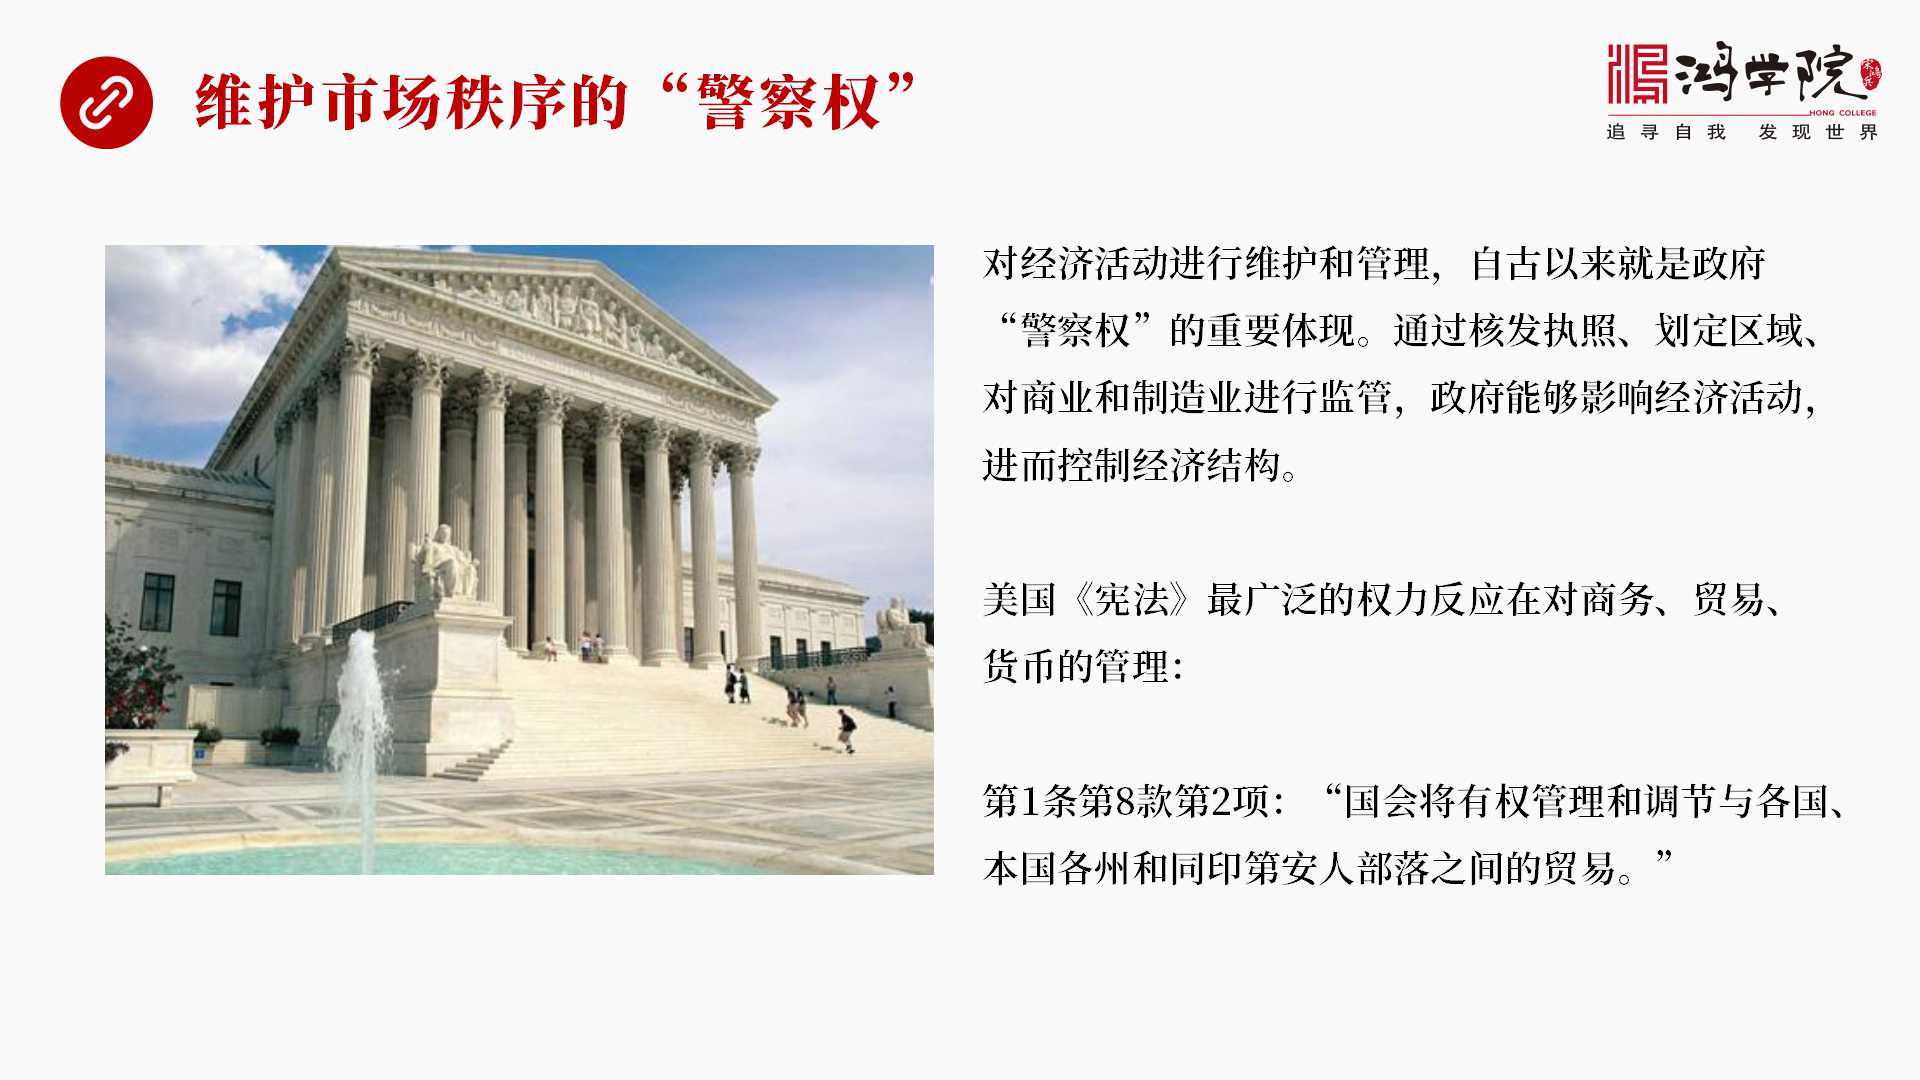 维护市场秩序的“警察权”
鸿学院
宋鸿兵
HONG COLLEGE
追寻自我 发现世界
对经济活动进行维护和管理，自古以来就是政府
“警察权”的重要体现。通过核发执照、划定区域、
对商业和制造业进行监管，政府能够影响经济活动，
进而控制经济结构。
美国《宪法》最广泛的权力反应在对商务、贸易、
货币的管理：
第1条第8款第2项：“国会将有权管理和调节与各国、
本国各州和同印第安人部落之间的贸易。”